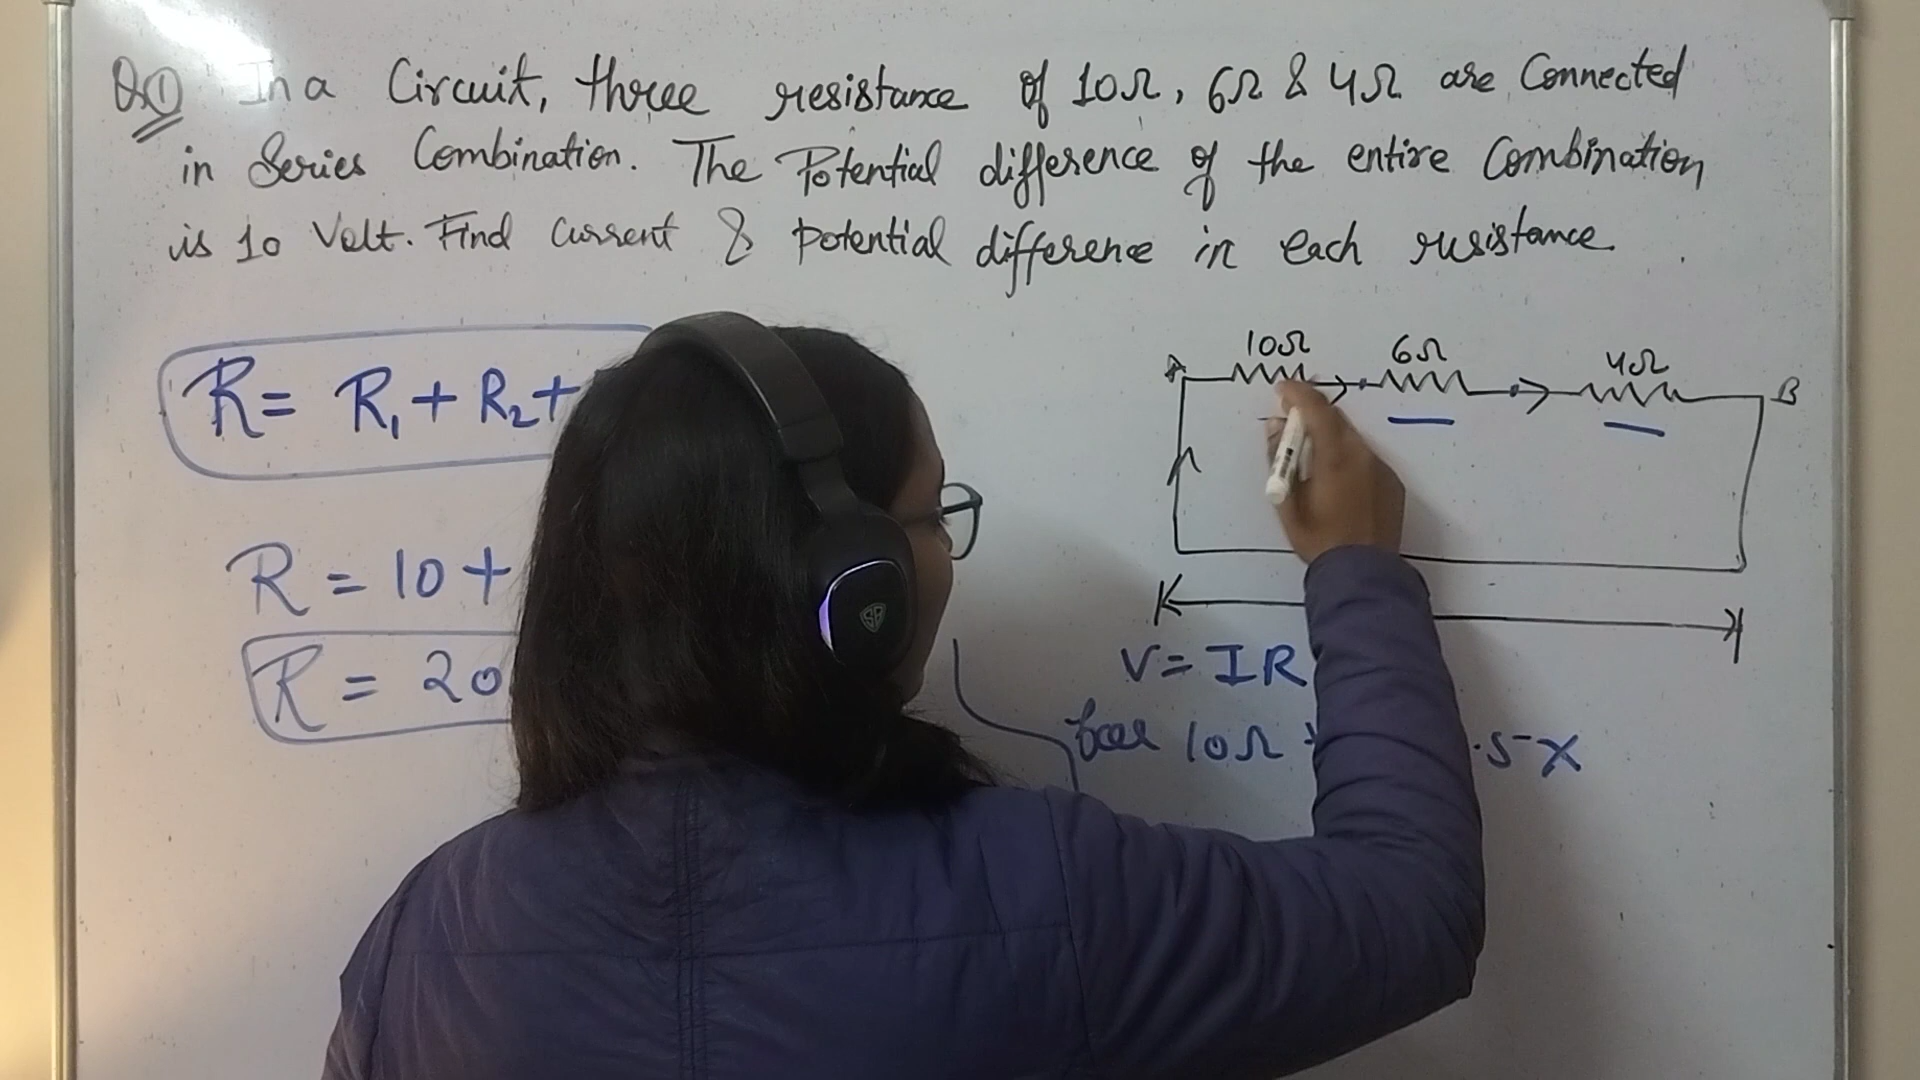 Q.1 In a Circuit, three resistance of 10Ω, 6Ω & 4Ω are Connected
in Series Combination. The Potential difference of the entire Combination
is 10 Volt. Find Current & potential difference in each resistance.
R = R₁ + R₂ +
R = 10 +
R = 20
A 10Ω 6Ω 4Ω B
V = IR
for 10Ω .5 ×
SB